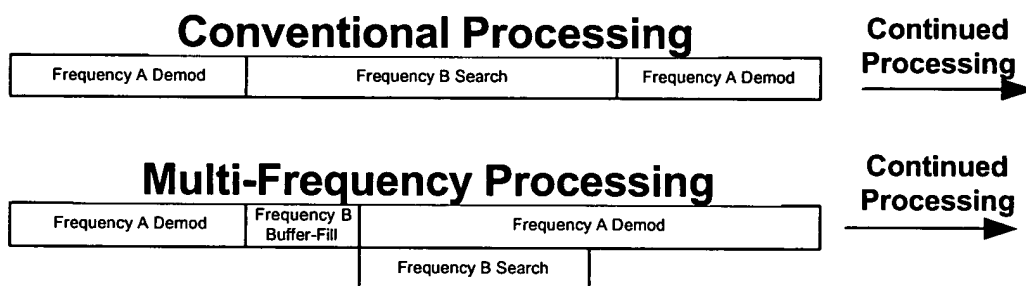 Conventional Processing
Continued
Processing
Frequency A Demod
Frequency B Search
Frequency A Demod
Multi-Frequency Processing
Continued
Processing
Frequency A Demod
Frequency B
Buffer-Fill
Frequency A Demod
Frequency B Search